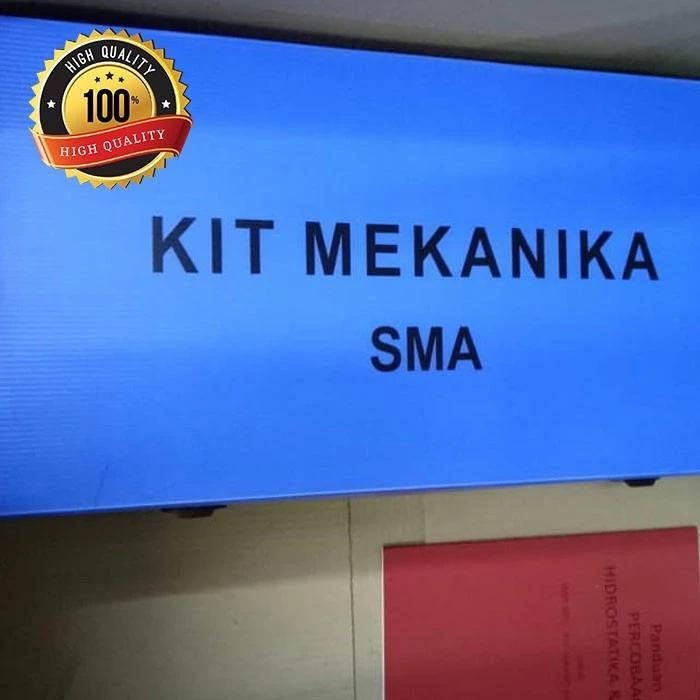 HIGH QUALITY
100%
HIGH QUALITY
KIT MEKANIKA
SMA
Panduan
PERCOBAAN
HIDROSTATIKA